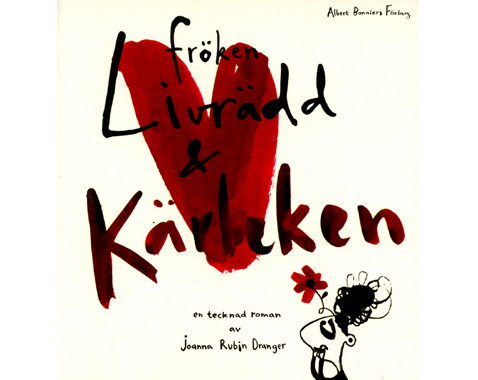 Albert Bonniers Förlag
fröken
Livrädd
&
Kärleken
en tecknad roman
av
Joanna Rubin Dranger